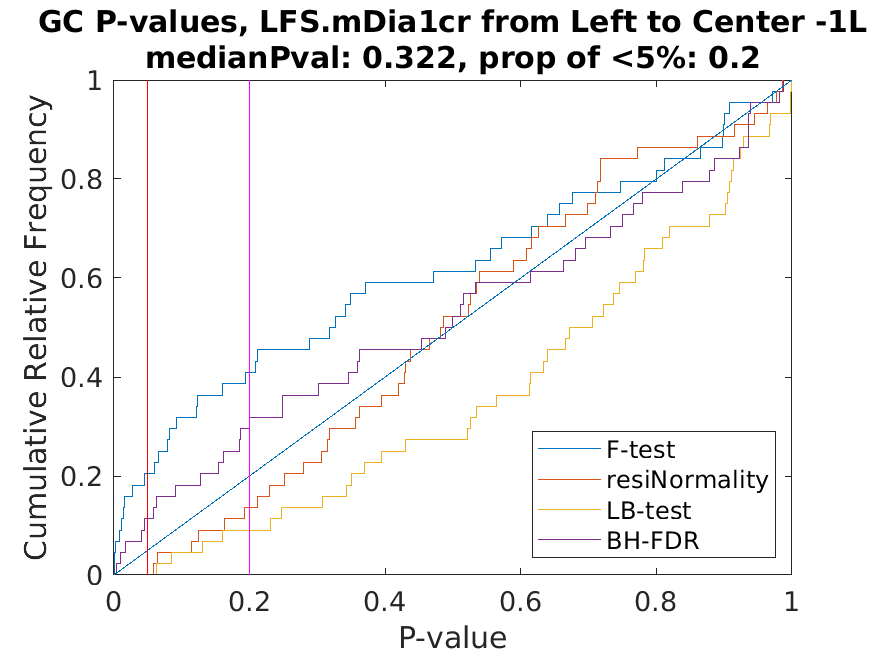 GC P-values, LFS.mDia1cr from Left to Center -1L
medianPval: 0.322, prop of <5%: 0.2
Cumulative Relative Frequency
1
0.8
0.6
0.4
0.2
0
F-test
resiNormality
LB-test
BH-FDR
0 0.2 0.4 0.6 0.8 1
P-value